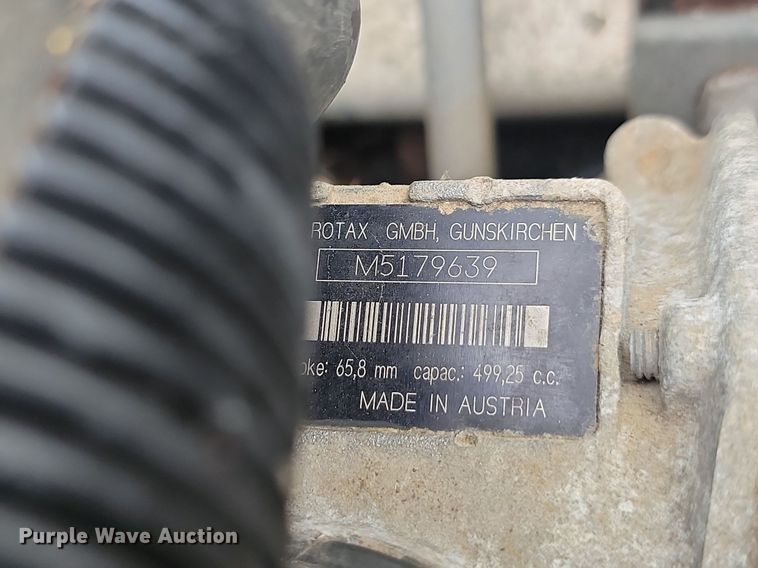 ROTAX GMBH, GUNSKIRCHEN
M5179639
oke: 65,8 mm capac.: 499,25 c.c.
MADE IN AUSTRIA
Purple Wave Auction